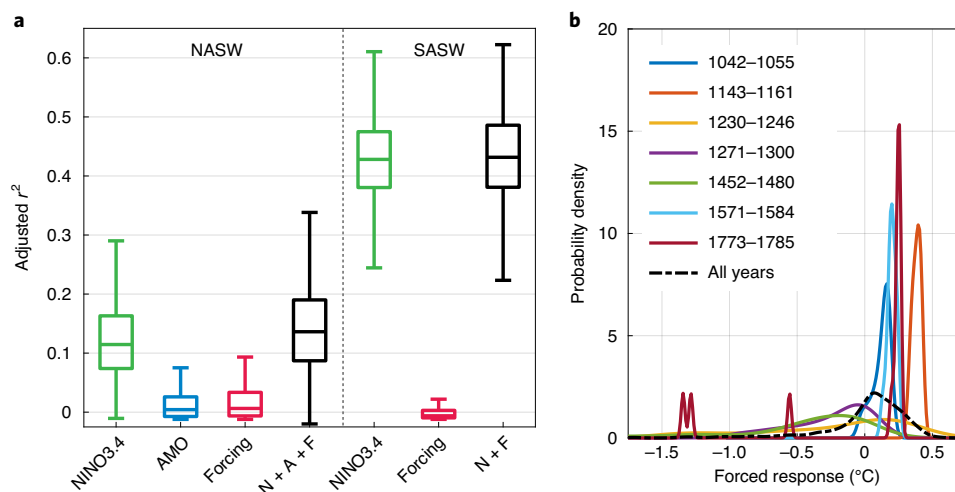 a
NASW
SASW
Adjusted r²
0.6
0.5
0.4
0.3
0.2
0.1
0
NINO3.4
AMO
Forcing
N + A + F
NINO3.4
Forcing
N + F
b
Probability density
20
15
10
5
0
1042–1055
1143–1161
1230–1246
1271–1300
1452–1480
1571–1584
1773–1785
All years
–1.5
–1.0
–0.5
0
0.5
Forced response (°C)